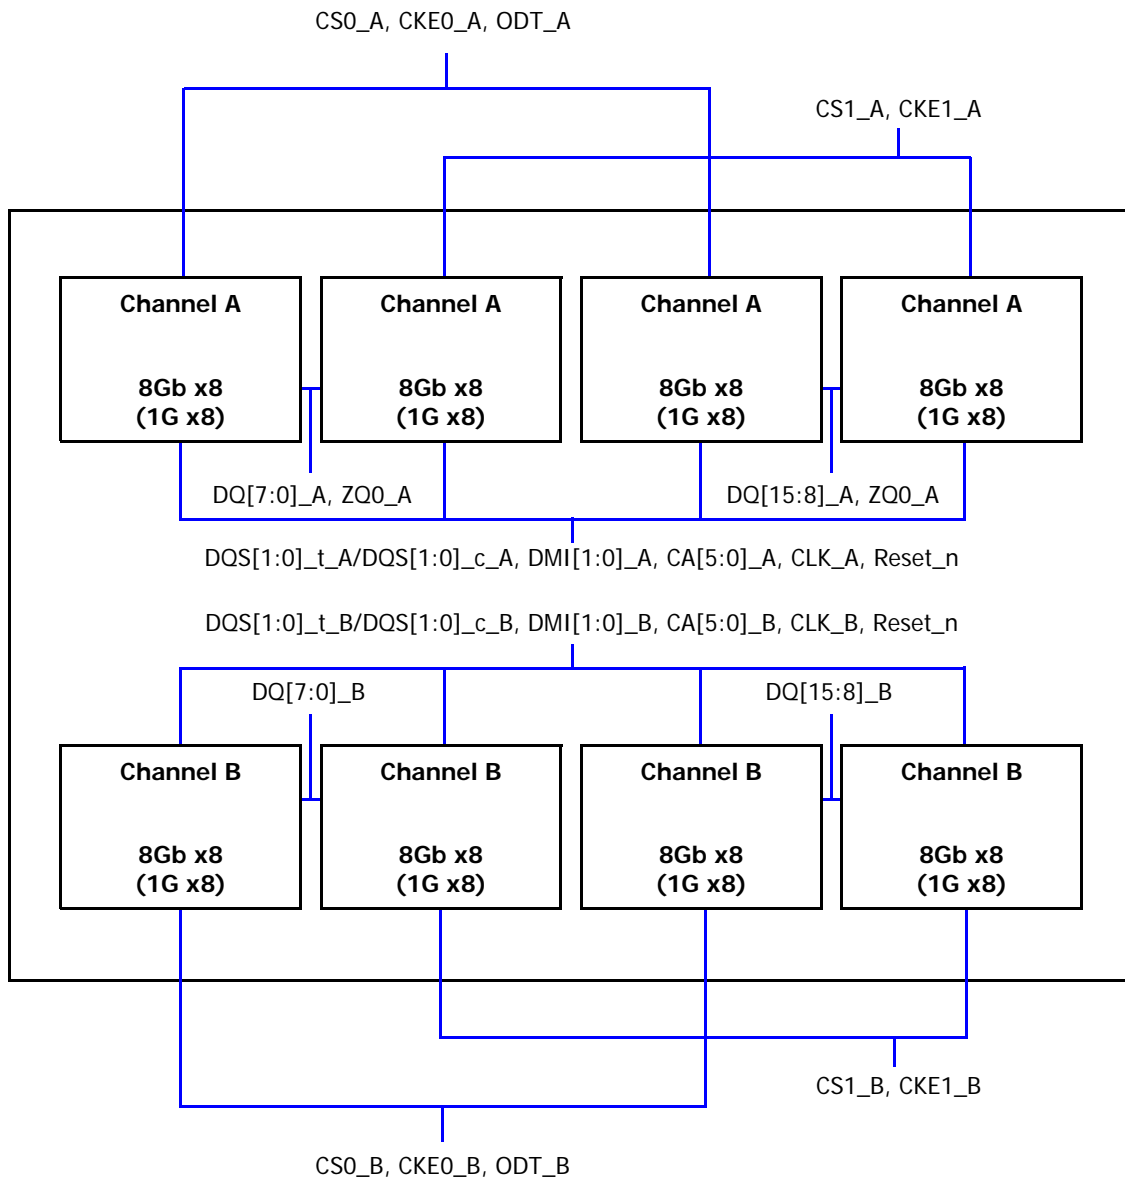 CS0_A, CKE0_A, ODT_A
CS1_A, CKE1_A
Channel A
8Gb x8
(1G x8)
Channel A
8Gb x8
(1G x8)
Channel A
8Gb x8
(1G x8)
Channel A
8Gb x8
(1G x8)
DQ[7:0]_A, ZQ0_A
DQ[15:8]_A, ZQ0_A
DQS[1:0]_t_A/DQS[1:0]_c_A, DMI[1:0]_A, CA[5:0]_A, CLK_A, Reset_n
DQS[1:0]_t_B/DQS[1:0]_c_B, DMI[1:0]_B, CA[5:0]_B, CLK_B, Reset_n
DQ[7:0]_B
DQ[15:8]_B
Channel B
8Gb x8
(1G x8)
Channel B
8Gb x8
(1G x8)
Channel B
8Gb x8
(1G x8)
Channel B
8Gb x8
(1G x8)
CS1_B, CKE1_B
CS0_B, CKE0_B, ODT_B